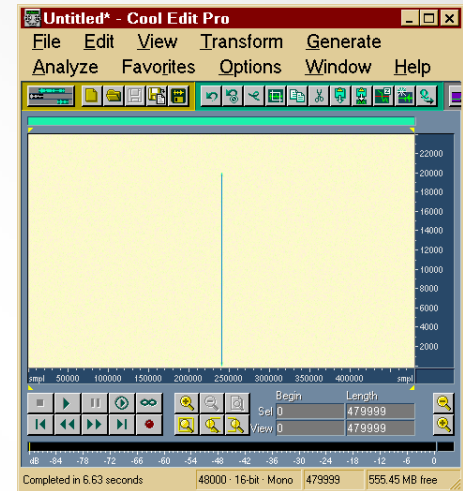 Untitled* - Cool Edit Pro
File Edit View Transform Generate
Analyze Favorites Options Window Help
22000
20000
18000
16000
14000
12000
10000
8000
6000
4000
2000
smpl 50000 100000 150000 200000 250000 300000 350000 400000 smpl
Begin Length
Sel 0 479999
View 0 479999
dB -84 -78 -72 -66 -60 -54 -48 -42 -36 -30 -24 -18 -12 -6 0
Completed in 6.63 seconds 48000 · 16-bit · Mono 479999 555.45 MB free